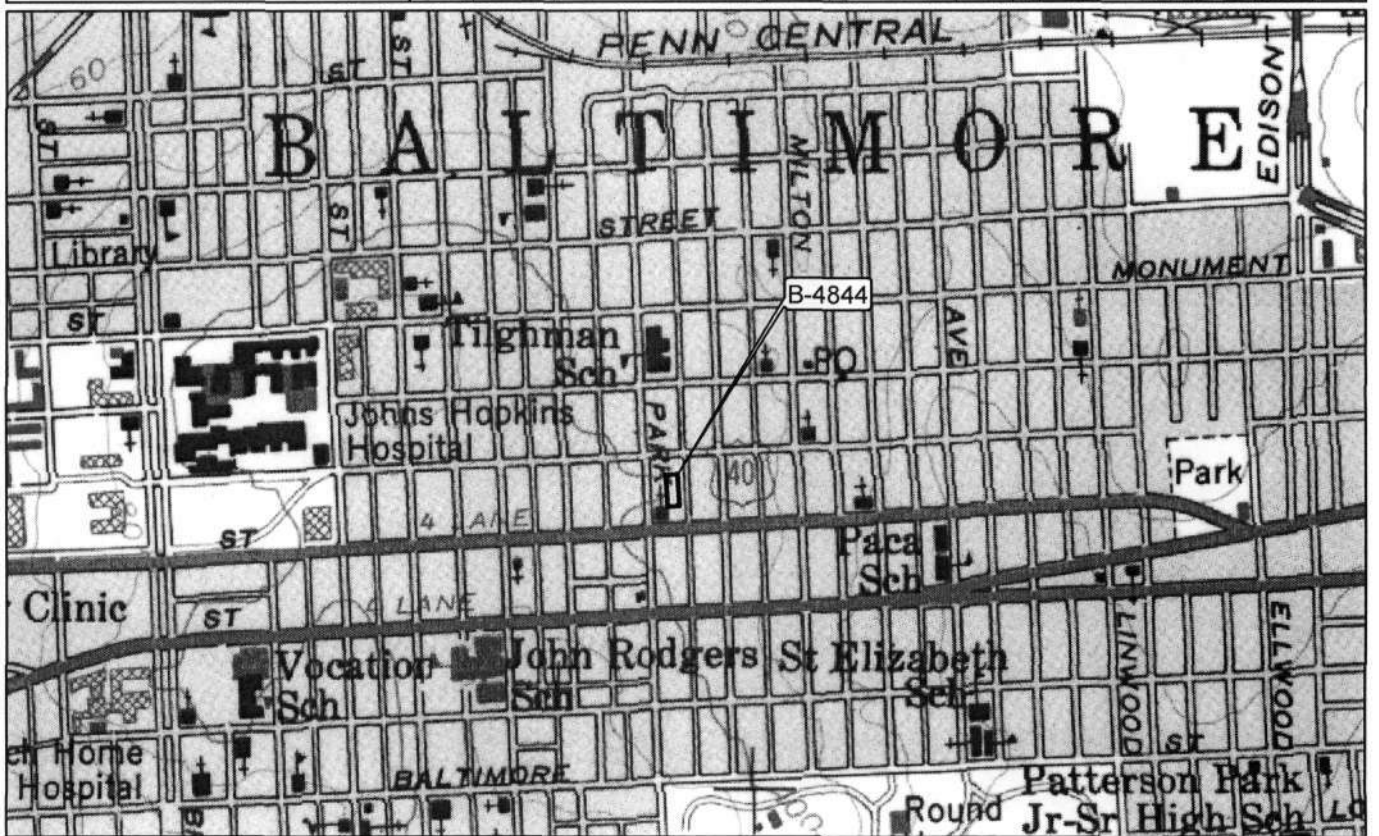 PENN CENTRAL
60
ST
ST
EDISON
BALTIMORE
ST
MILTON
ST
STREET
Library
MONUMENT
B-4844
ST
Tilghman
Sch
AVE
PO
Johns Hopkins
Hospital
PARK
40
Park
4 LANE
ST
Paca
Sch
Clinic
4 LANE
ST
LINWOOD
ELLWOOD
Vocation
Sch
John Rodgers
Sch
St Elizabeth
Sch
ST
Home
Hospital
BALTIMORE
Patterson Park
Jr-Sr High Sch
Round